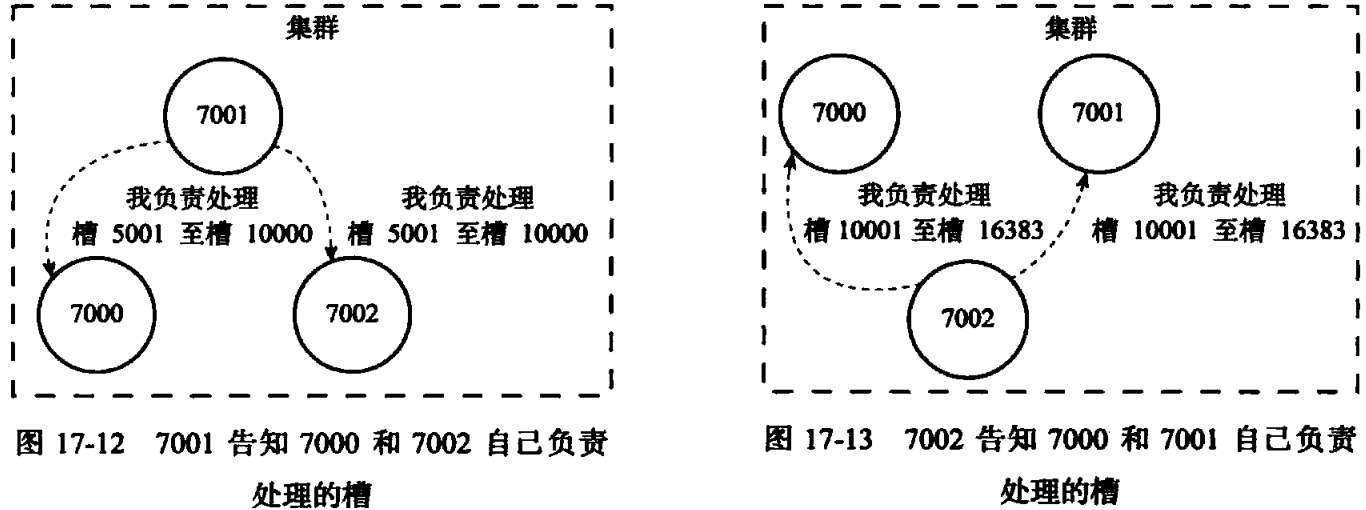 集群
7001
我负责处理
槽 5001 至槽 10000
我负责处理
槽 5001 至槽 10000
7000
7002
图 17-12 7001 告知 7000 和 7002 自己负责
处理的槽
集群
7000
7001
我负责处理
槽 10001 至槽 16383
我负责处理
槽 10001 至槽 16383
7002
图 17-13 7002 告知 7000 和 7001 自己负责
处理的槽